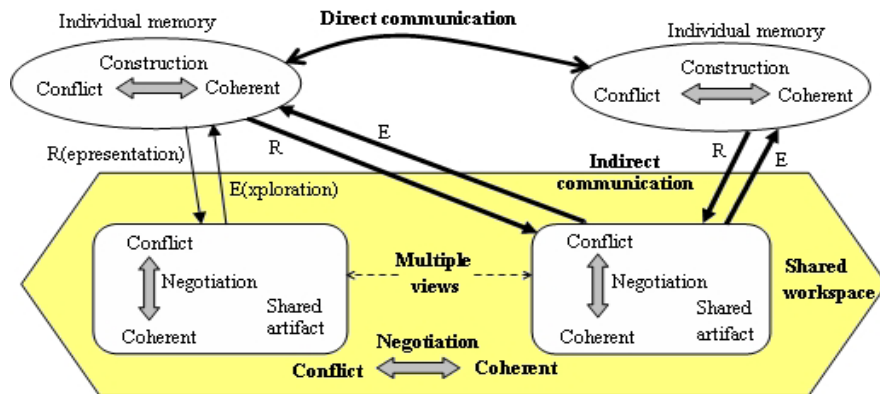 Direct communication
Individual memory
Individual memory
Construction
Conflict
Coherent
Construction
Conflict
Coherent
R(epresentation)
E(xploration)
R
E
R
E
Indirect
communication
Conflict
Negotiation
Coherent
Shared
artifact
Multiple
views
Conflict
Negotiation
Coherent
Shared
artifact
Shared
workspace
Negotiation
Conflict
Coherent